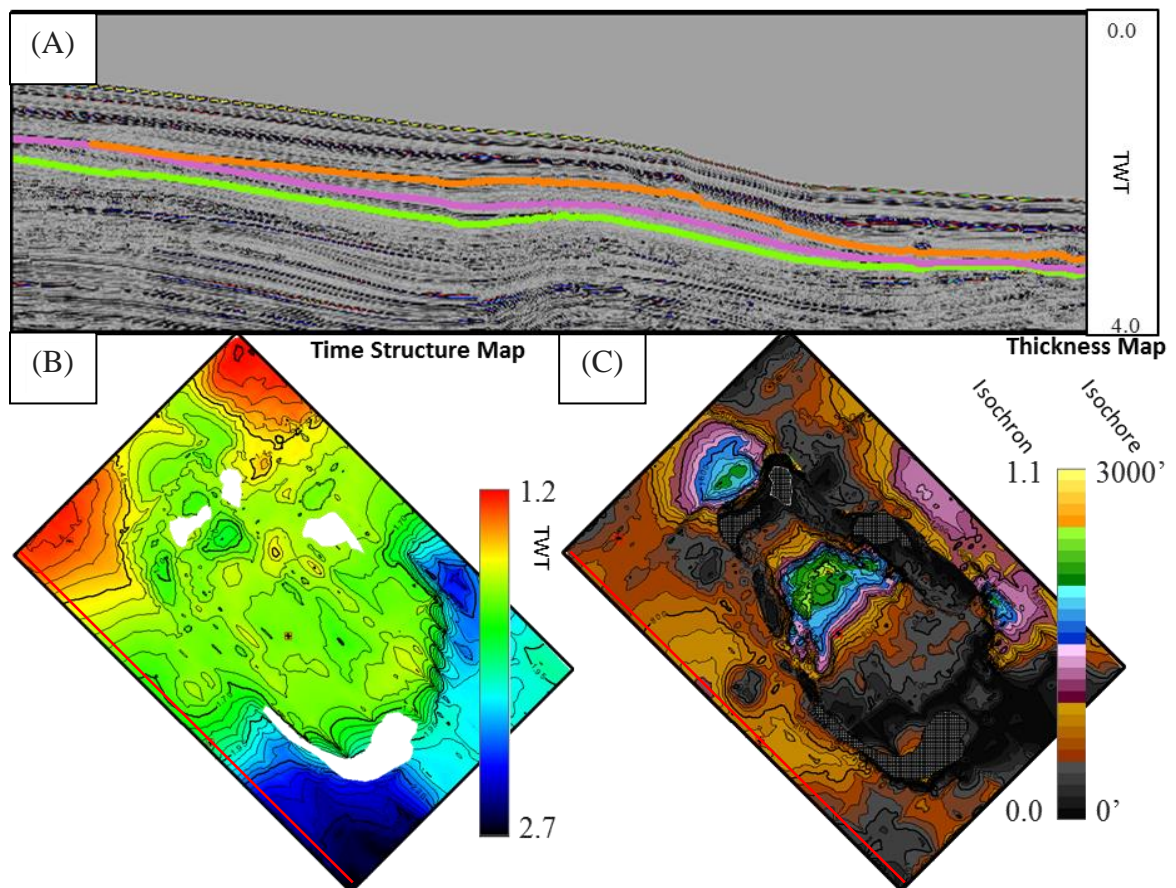 (A)
0.0
TWT
4.0
(B)
Time Structure Map
1.2
TWT
2.7
(C)
Thickness Map
Isochron
Isochore
1.1
3000’
0.0
0’